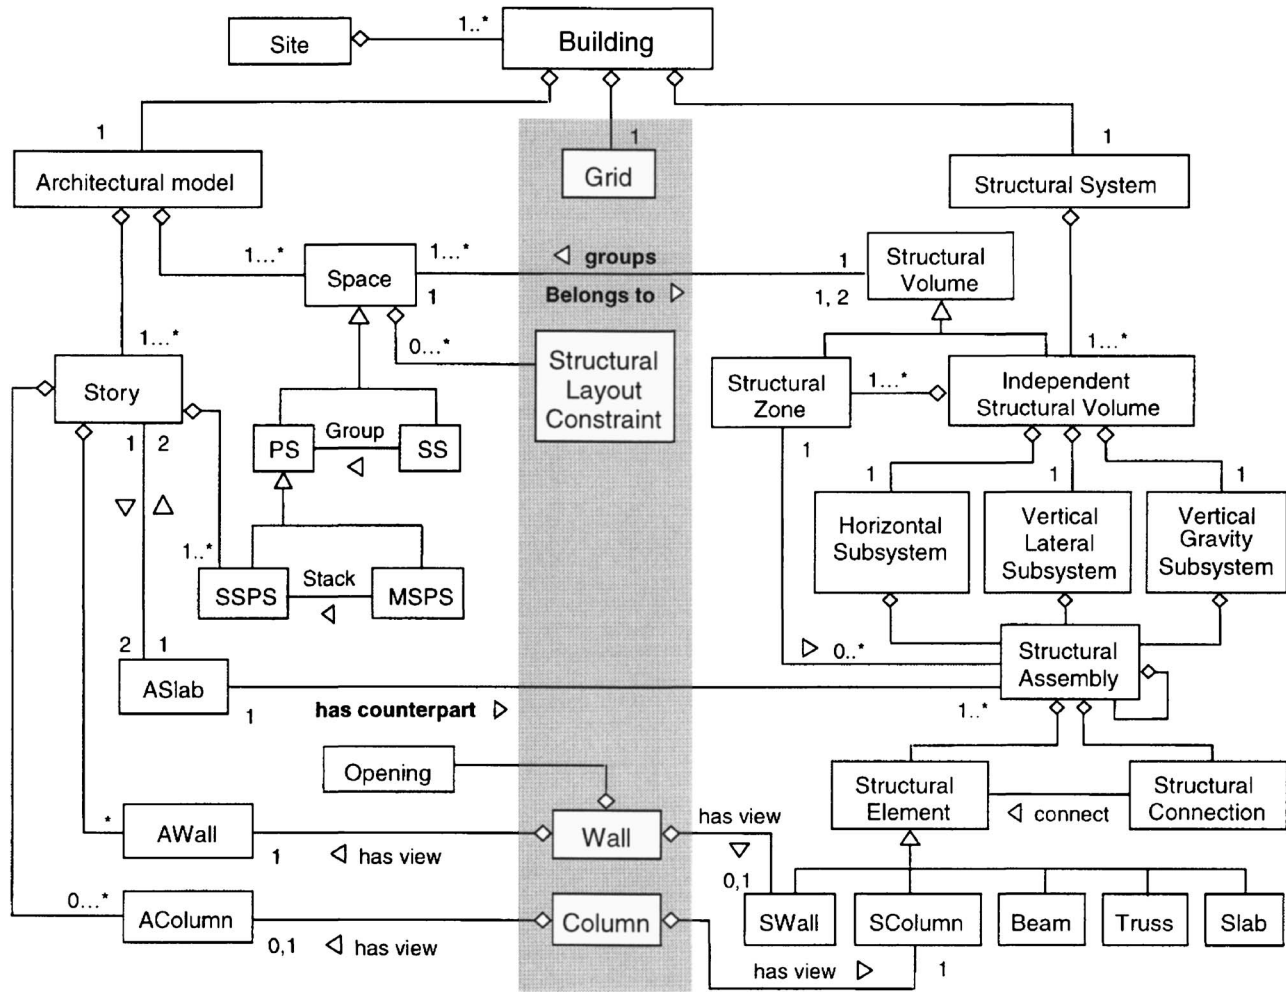 1..*
Site
Building
1
1
1
Architectural model
Grid
Structural System
1...*
Space
1...*
groups
1
Structural
Volume
1
Belongs to
1, 2
1...*
0...*
1...*
Story
Structural
Layout
Constraint
Structural
Zone
1...*
Independent
Structural Volume
1
2
PS
Group
SS
1
1
1
1
Horizontal
Subsystem
Vertical
Lateral
Subsystem
Vertical
Gravity
Subsystem
1..*
SSPS
Stack
MSPS
2
1
0..*
Structural
Assembly
ASlab
1
has counterpart
1..*
Opening
Structural
Element
Structural
Connection
connect
*
AWall
1
has view
Wall
has view
0,1
0...*
AColumn
0,1
has view
Column
SWall
SColumn
Beam
Truss
Slab
has view
1